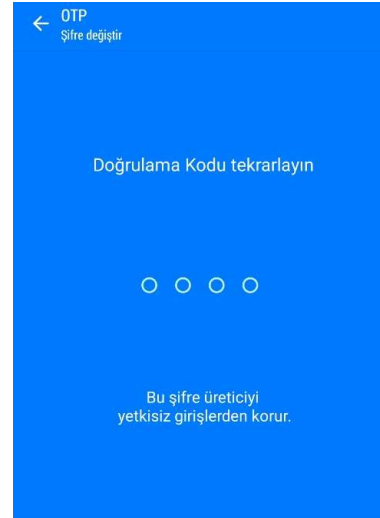 OTP
Şifre değiştir
Doğrulama Kodu tekrarlayın
Bu şifre üreticiyi
yetkisiz girişlerden korur.